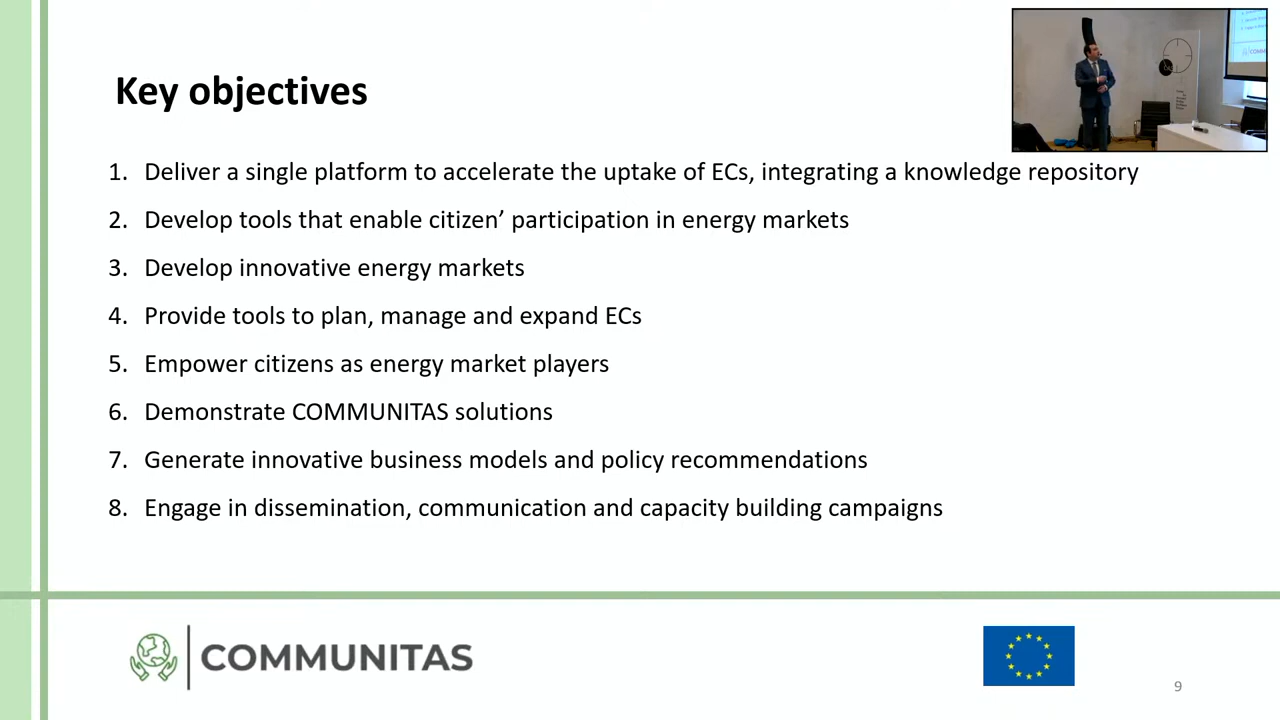 Key objectives
1. Deliver a single platform to accelerate the uptake of ECs, integrating a knowledge repository
2. Develop tools that enable citizen’ participation in energy markets
3. Develop innovative energy markets
4. Provide tools to plan, manage and expand ECs
5. Empower citizens as energy market players
6. Demonstrate COMMUNITAS solutions
7. Generate innovative business models and policy recommendations
8. Engage in dissemination, communication and capacity building campaigns
COMMUNITAS
9